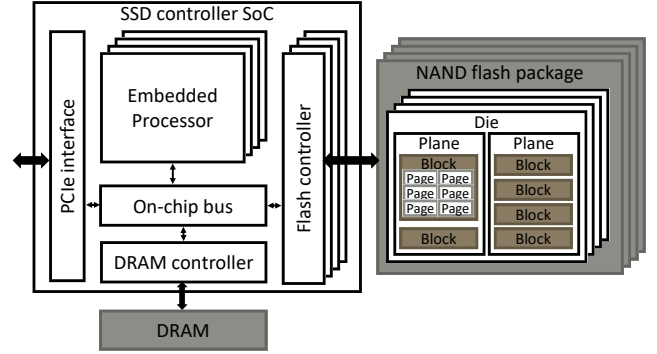 SSD controller SoC
PCIe interface
Embedded
Processor
On-chip bus
DRAM controller
Flash controller
DRAM
NAND flash package
Die
Plane
Block
Page Page
Page Page
Page Page
Block
Plane
Block
Block
Block
Block